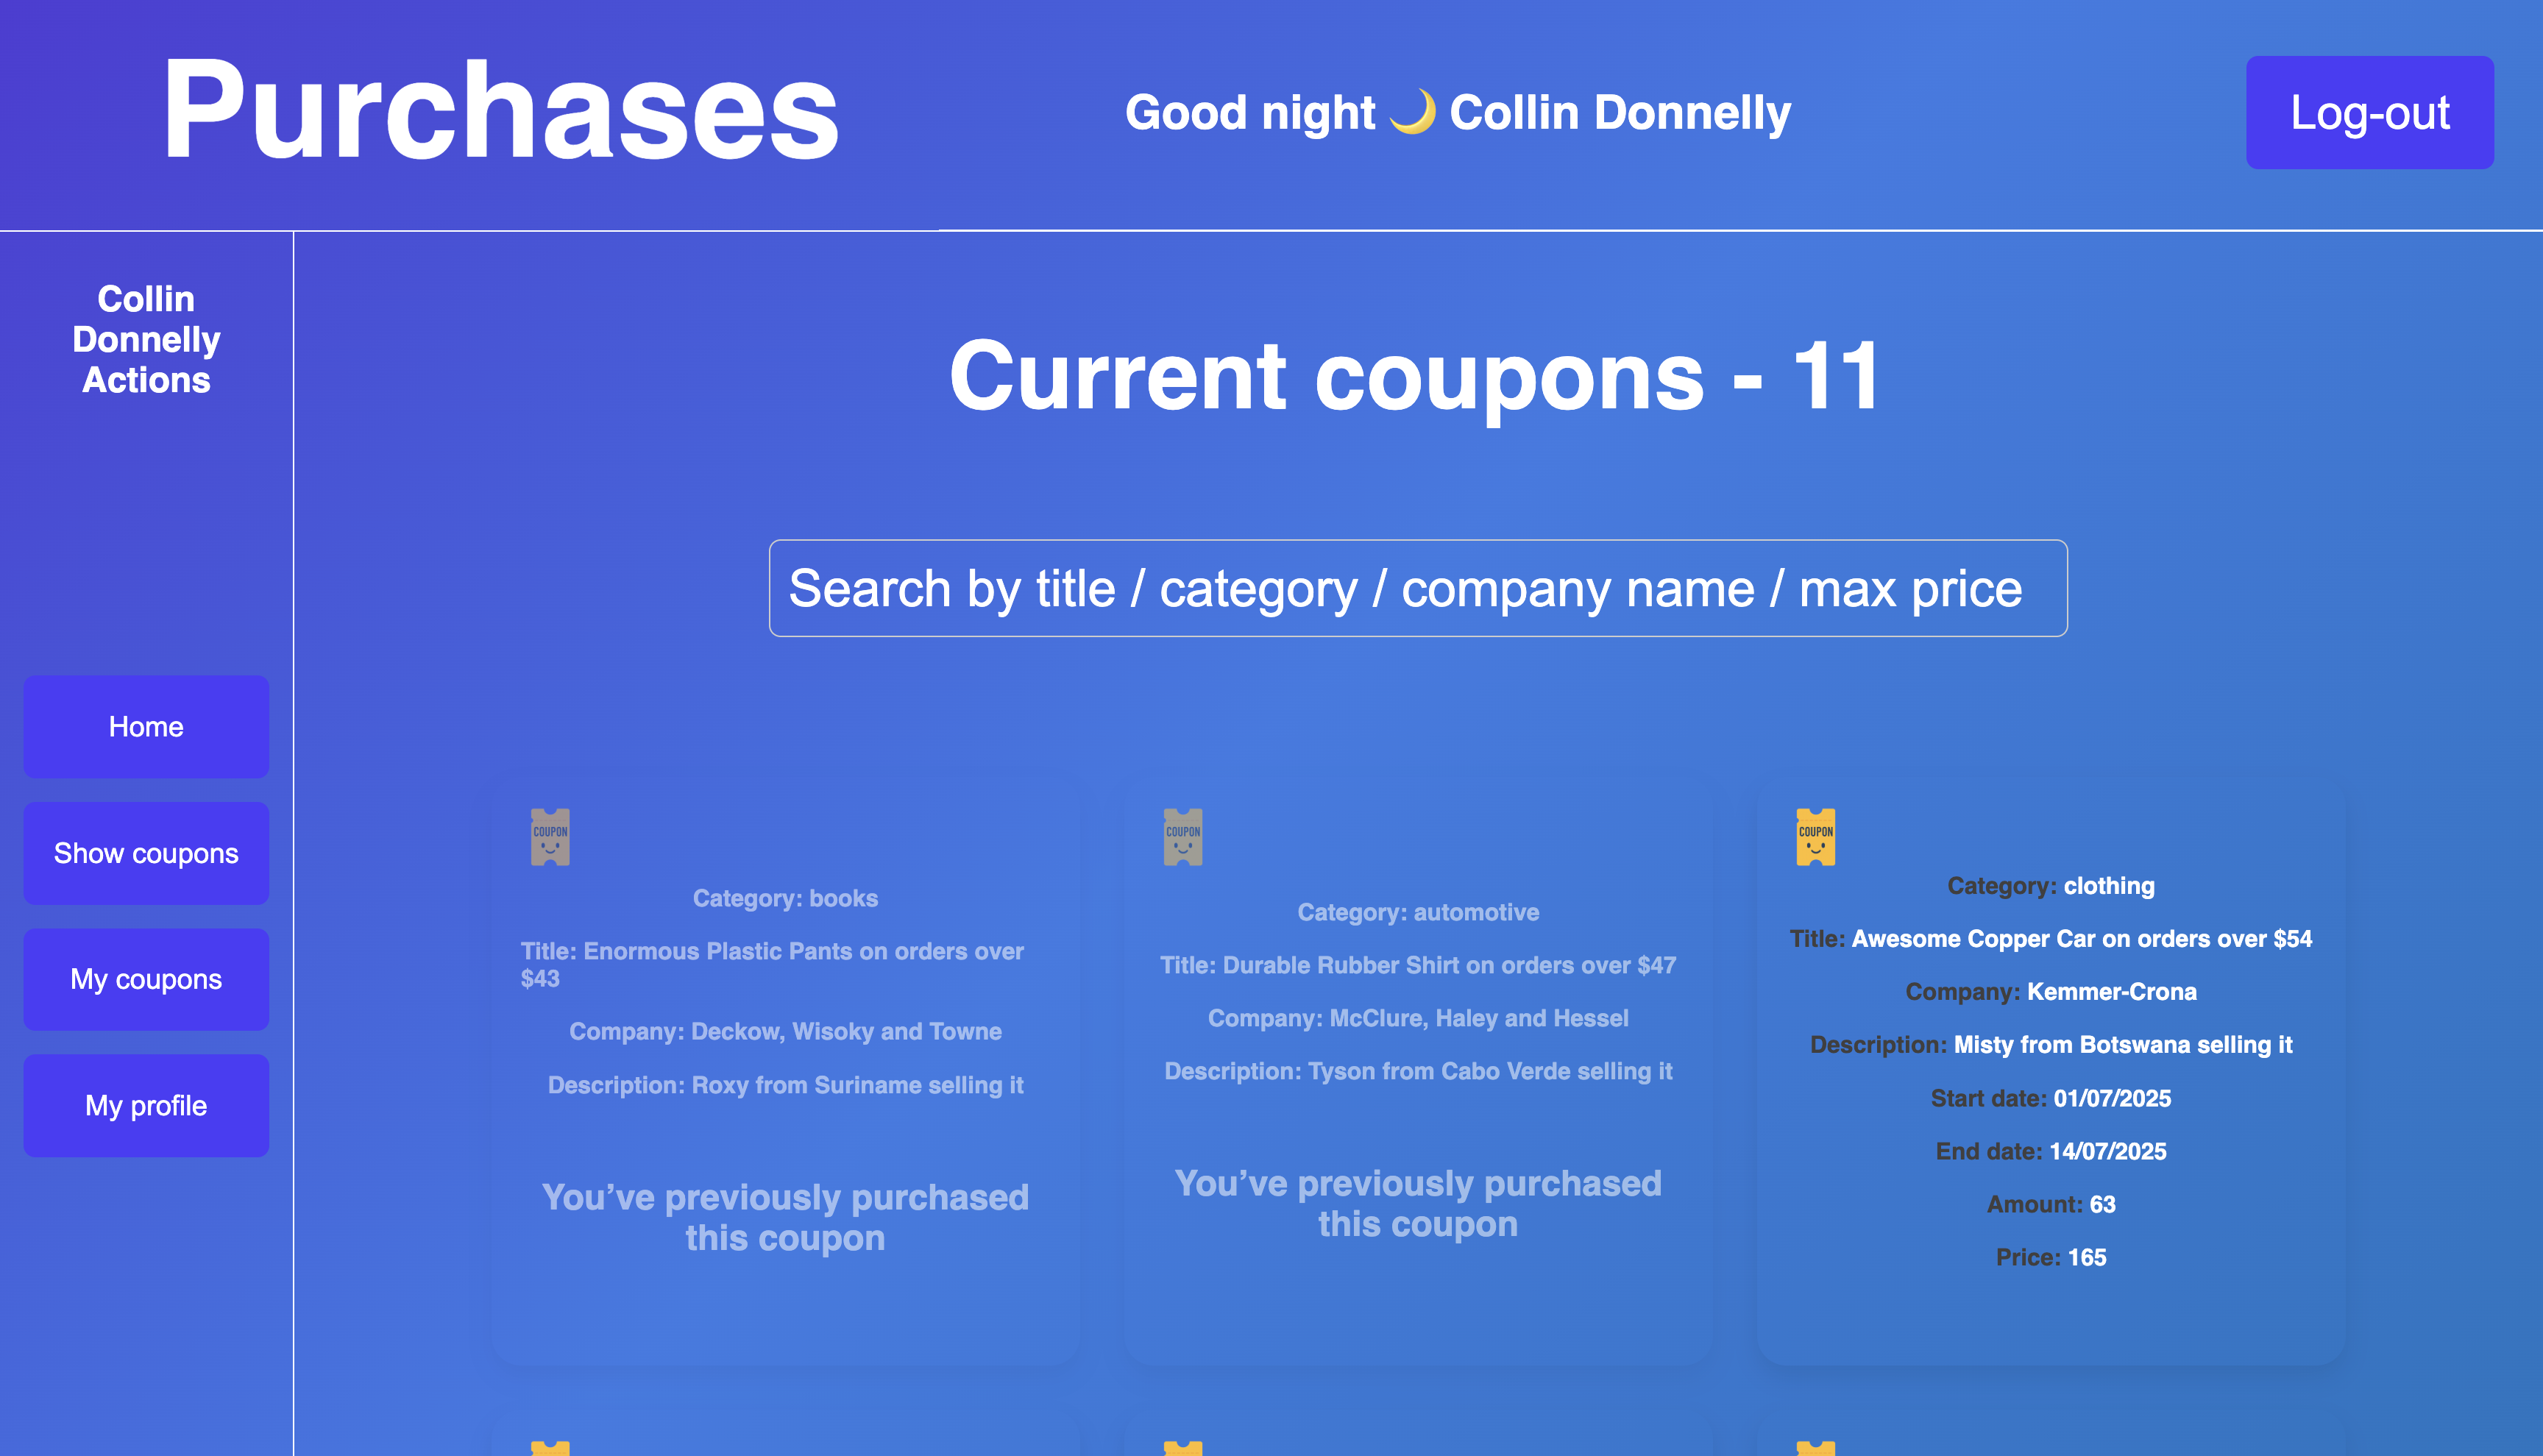 Purchases
Good night 🌙 Collin Donnelly
Log-out
Collin
Donnelly
Actions
Home
Show coupons
My coupons
My profile
Current coupons - 11
Search by title / category / company name / max price
COUPON
Category: books
Title: Enormous Plastic Pants on orders over
$43
Company: Deckow, Wisoky and Towne
Description: Roxy from Suriname selling it
You’ve previously purchased
this coupon
COUPON
Category: automotive
Title: Durable Rubber Shirt on orders over $47
Company: McClure, Haley and Hessel
Description: Tyson from Cabo Verde selling it
You’ve previously purchased
this coupon
COUPON
Category: clothing
Title: Awesome Copper Car on orders over $54
Company: Kemmer-Crona
Description: Misty from Botswana selling it
Start date: 01/07/2025
End date: 14/07/2025
Amount: 63
Price: 165